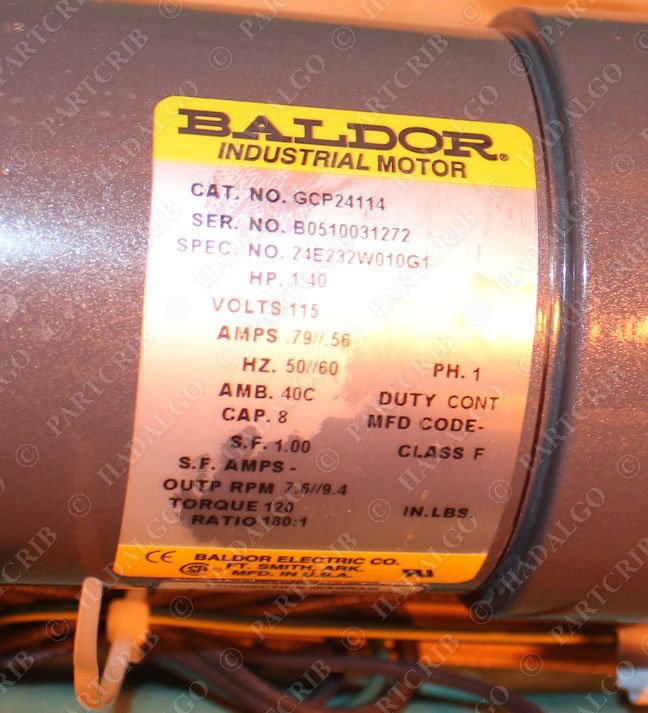 BALDOR®
INDUSTRIAL MOTOR
CAT. NO. GCP24114
SER. NO. B0510031272
SPEC. NO. 24E232W010G1
HP. 1/40
VOLTS 115
AMPS .79//.56
HZ. 50//60 PH. 1
AMB. 40C DUTY CONT
CAP. 8 MFD CODE-
S.F. 1.00 CLASS F
S.F. AMPS -
OUTP RPM 7.6//9.4
TORQUE 120 IN.LBS.
RATIO 180:1
CE BALDOR ELECTRIC CO.
FT. SMITH, ARK.
MFD. IN U.S.A.
© PARTCRIB
© HADALGO